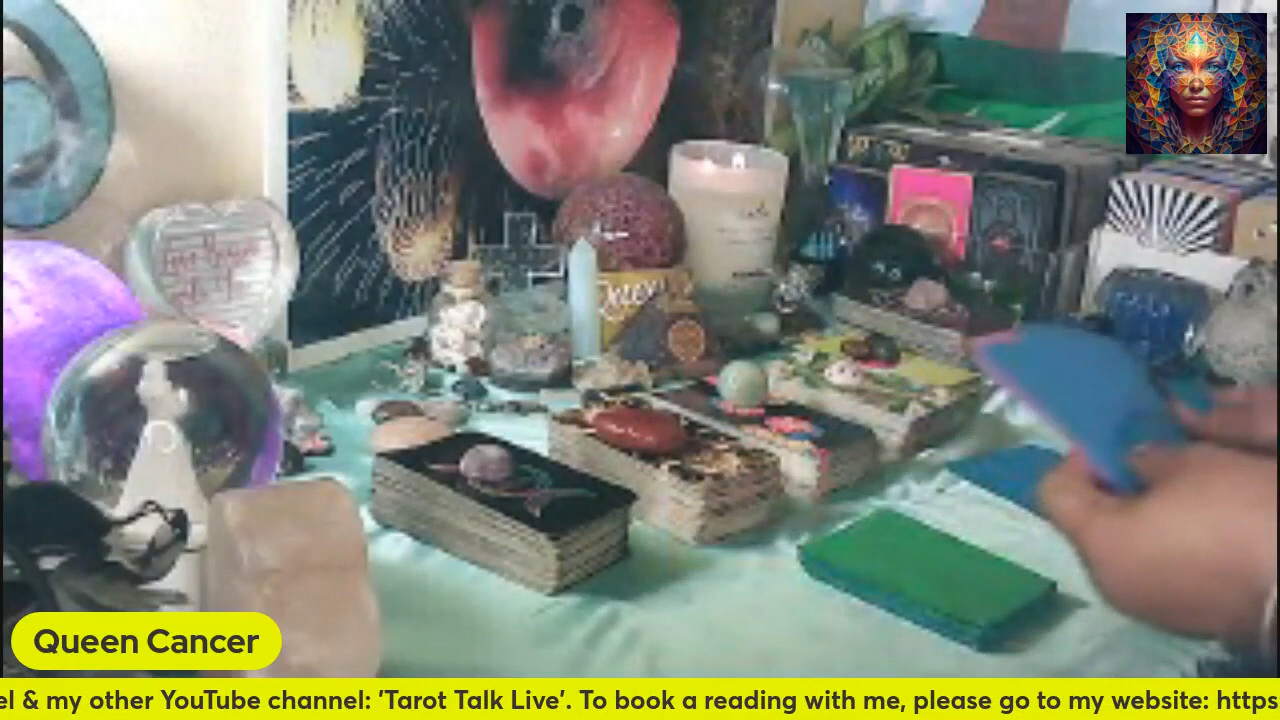 Queen Cancer
el & my other YouTube channel: 'Tarot Talk Live'. To book a reading with me, please go to my website: https